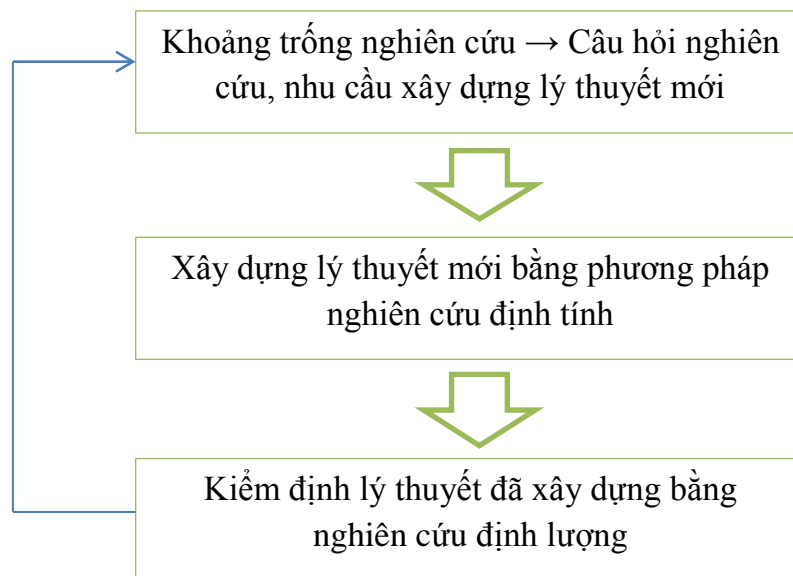 Khoảng trống nghiên cứu → Câu hỏi nghiên
cứu, nhu cầu xây dựng lý thuyết mới
Xây dựng lý thuyết mới bằng phương pháp
nghiên cứu định tính
Kiểm định lý thuyết đã xây dựng bằng
nghiên cứu định lượng